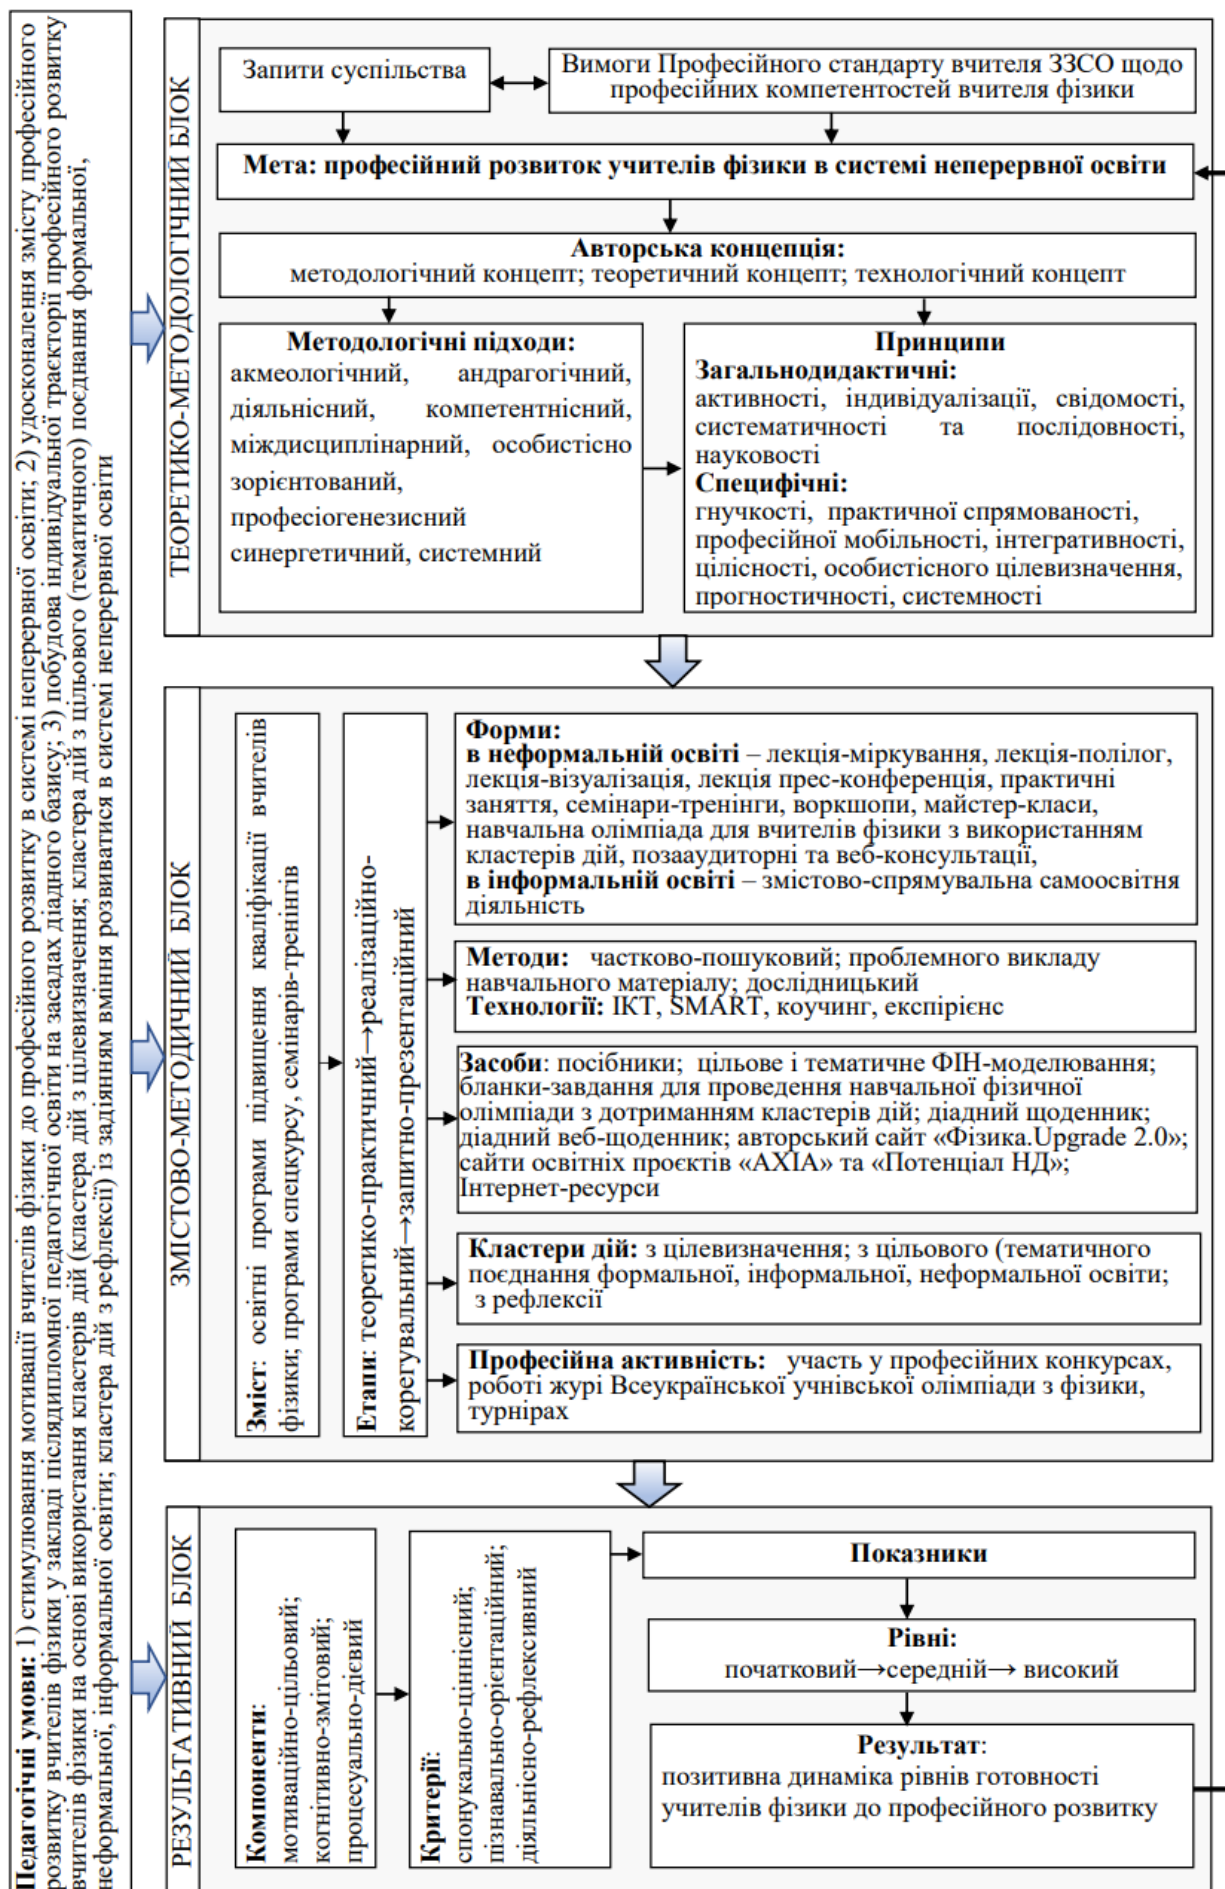 Педагогічні умови: 1) стимулювання мотивації вчителів фізики до професійного розвитку в системі неперервної освіти; 2) удосконалення змісту професійного
розвитку вчителів фізики у закладі післядипломної педагогічної освіти на засадах діадного базису; 3) побудова індивідуальної траєкторії професійного розвитку
вчителів фізики на основі використання кластерів дій (кластера дій з цілевизначення; кластера дій з цільового (тематичного) поєднання формальної,
неформальної, інформальної освіти; кластера дій з рефлексії) із задіянням вміння розвиватися в системі неперервної освіти
ТЕОРЕТИКО-МЕТОДОЛОГІЧНИЙ БЛОК
Запити суспільства
Вимоги Професійного стандарту вчителя ЗЗСО щодо
професійних компетентостей вчителя фізики
Мета: професійний розвиток учителів фізики в системі неперервної освіти
Авторська концепція:
методологічний концепт; теоретичний концепт; технологічний концепт
Методологічні підходи:
акмеологічний, андрагогічний,
діяльнісний, компетентнісний,
міждисциплінарний, особистісно
зорієнтований,
професіогенезисний
синергетичний, системний
Принципи
Загальнодидактичні:
активності, індивідуалізації, свідомості,
систематичності та послідовності,
науковості
Специфічні:
гнучкості, практичної спрямованості,
професійної мобільності, інтегративності,
цілісності, особистісного цілевизначення,
прогностичності, системності
ЗМІСТОВО-МЕТОДИЧНИЙ БЛОК
Зміст: освітні програми підвищення кваліфікації вчителів
фізики; програми спецкурсу, семінарів-тренінгів
Етапи: теоретико-практичний→реалізаційно-
корегувальний→запитно-презентаційний
Форми:
в неформальній освіті – лекція-міркування, лекція-полілог,
лекція-візуалізація, лекція прес-конференція, практичні
заняття, семінари-тренінги, воркшопи, майстер-класи,
навчальна олімпіада для вчителів фізики з використанням
кластерів дій, позааудиторні та веб-консультації,
в інформальній освіті – змістово-спрямувальна самоосвітня
діяльність
Методи: частково-пошуковий; проблемного викладу
навчального матеріалу; дослідницький
Технології: ІКТ, SMART, коучинг, експірієнс
Засоби: посібники; цільове і тематичне ФІН-моделювання;
бланки-завдання для проведення навчальної фізичної
олімпіади з дотриманням кластерів дій; діадний щоденник;
діадний веб-щоденник; авторський сайт «Фізика.Upgrade 2.0»;
сайти освітніх проєктів «АХІА» та «Потенціал НД»;
Інтернет-ресурси
Кластери дій: з цілевизначення; з цільового (тематичного
поєднання формальної, інформальної, неформальної освіти;
з рефлексії
Професійна активність: участь у професійних конкурсах,
роботі журі Всеукраїнської учнівської олімпіади з фізики,
турнірах
РЕЗУЛЬТАТИВНИЙ БЛОК
Компоненти:
мотиваційно-цільовий;
когнітивно-змітовий;
процесуально-дієвий
Критерії:
спонукально-ціннісний;
пізнавально-орієнтаційний;
діяльнісно-рефлексивний
Показники
Рівні:
початковий→середній→ високий
Результат:
позитивна динаміка рівнів готовності
учителів фізики до професійного розвитку